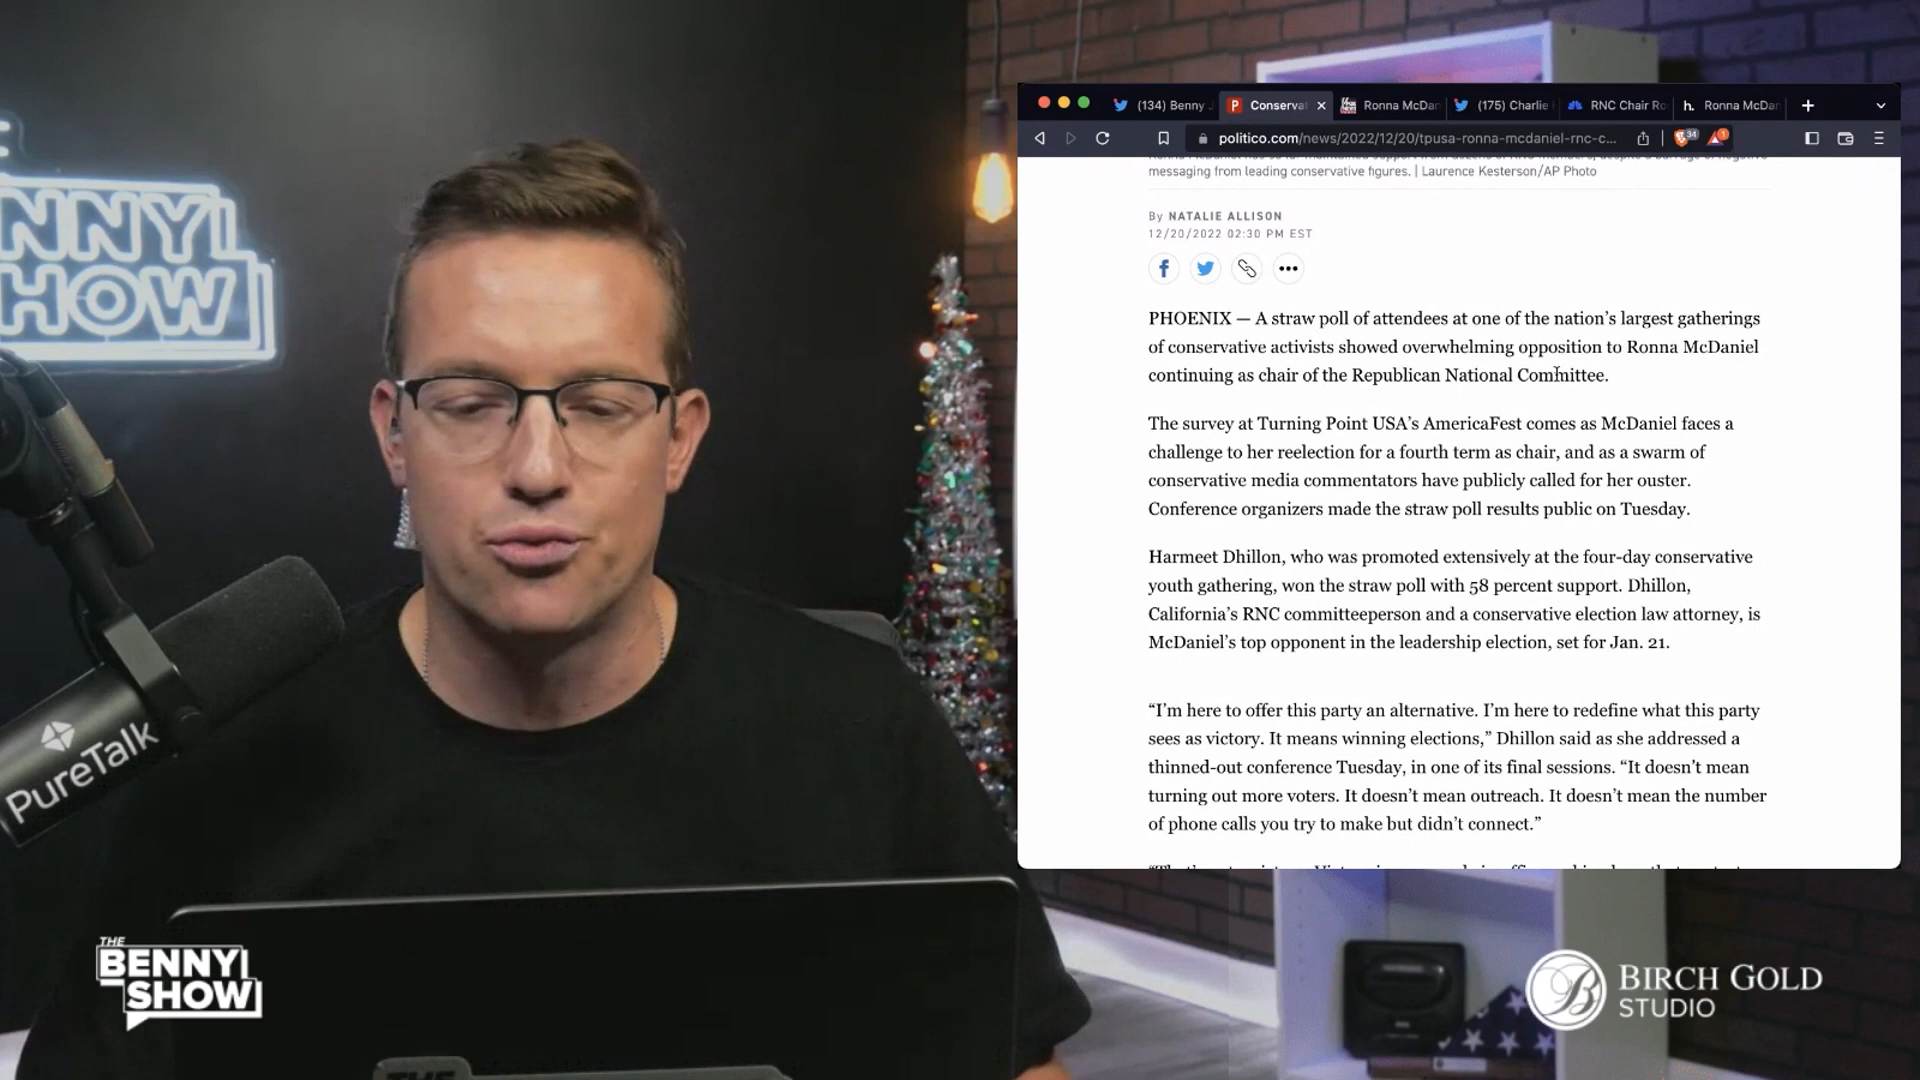 NNY
HOW
PureTalk
THE
(134) Benny J
Conserva
Ronna McDan
(175) Charlie
RNC Chair Ro
h. Ronna McDan
politico.com/news/2022/12/20/tpusa-ronna-mcdaniel-rnc-c...
34
1
messaging from leading conservative figures. | Laurence Kesterson/AP Photo
By NATALIE ALLISON
12/20/2022 02:30 PM EST
PHOENIX — A straw poll of attendees at one of the nation’s largest gatherings
of conservative activists showed overwhelming opposition to Ronna McDaniel
continuing as chair of the Republican National Committee.
The survey at Turning Point USA’s AmericaFest comes as McDaniel faces a
challenge to her reelection for a fourth term as chair, and as a swarm of
conservative media commentators have publicly called for her ouster.
Conference organizers made the straw poll results public on Tuesday.
Harmeet Dhillon, who was promoted extensively at the four-day conservative
youth gathering, won the straw poll with 58 percent support. Dhillon,
California’s RNC committeeperson and a conservative election law attorney, is
McDaniel’s top opponent in the leadership election, set for Jan. 21.
“I’m here to offer this party an alternative. I’m here to redefine what this party
sees as victory. It means winning elections,” Dhillon said as she addressed a
thinned-out conference Tuesday, in one of its final sessions. “It doesn’t mean
turning out more voters. It doesn’t mean outreach. It doesn’t mean the number
of phone calls you try to make but didn’t connect.”
THE
BENNY
SHOW
B
BIRCH GOLD
STUDIO